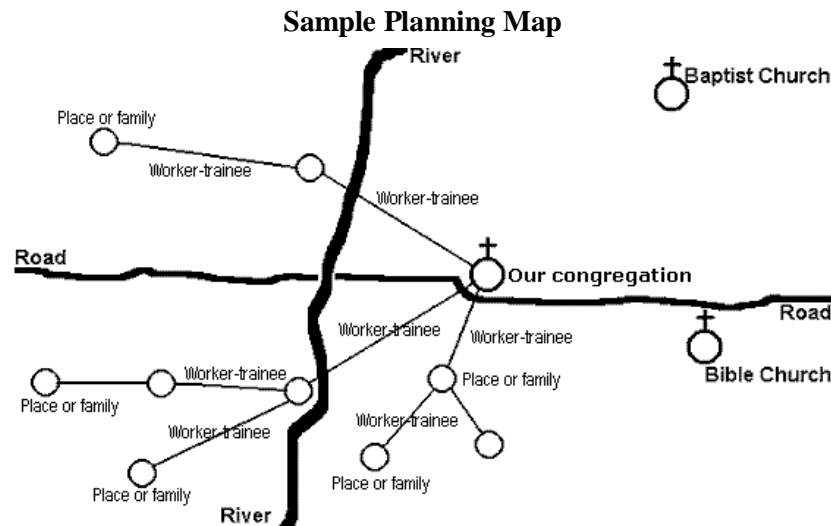 Sample Planning Map
River
Baptist Church
Place or family
Worker-trainee
Worker-trainee
Road
Our congregation
Road
Worker-trainee
Worker-trainee
Bible Church
Worker-trainee
Place or family
Place or family
Worker-trainee
Worker-trainee
Place or family
Place or family
River